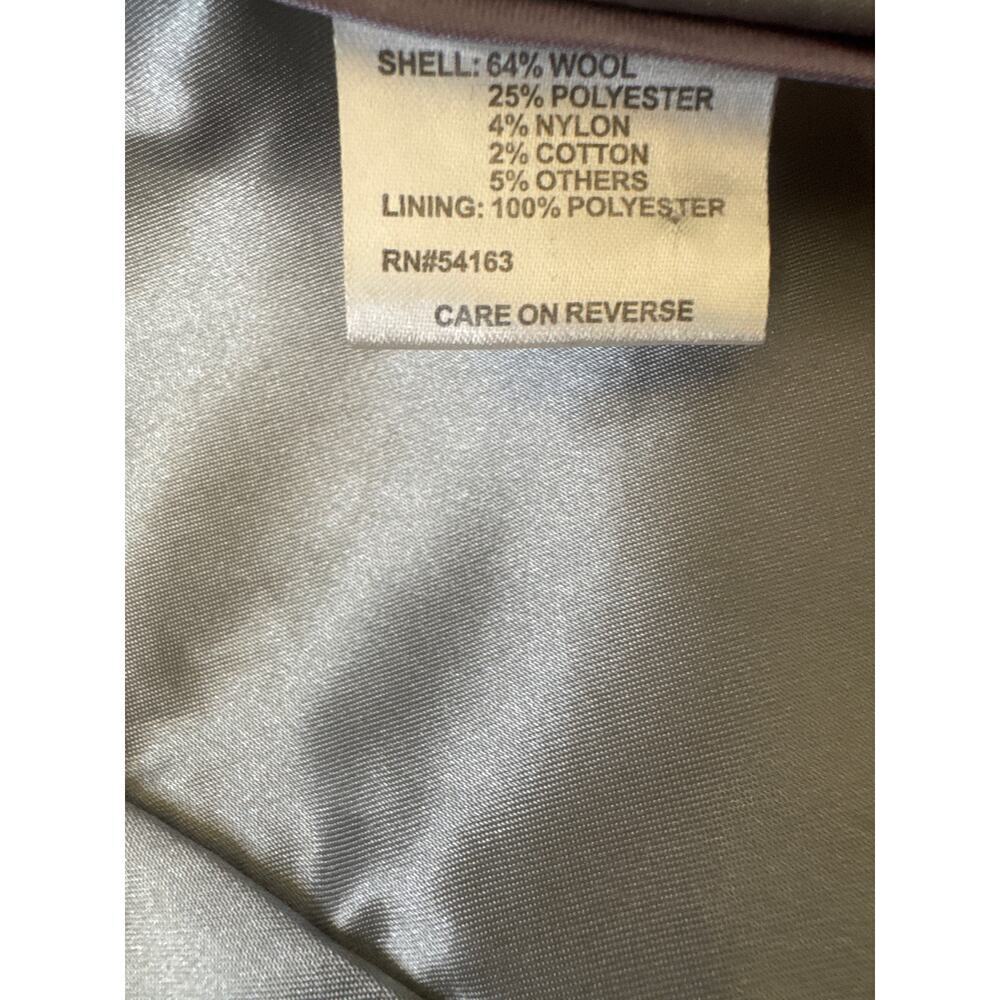 SHELL: 64% WOOL
25% POLYESTER
4% NYLON
2% COTTON
5% OTHERS
LINING: 100% POLYESTER
RN#54163
CARE ON REVERSE